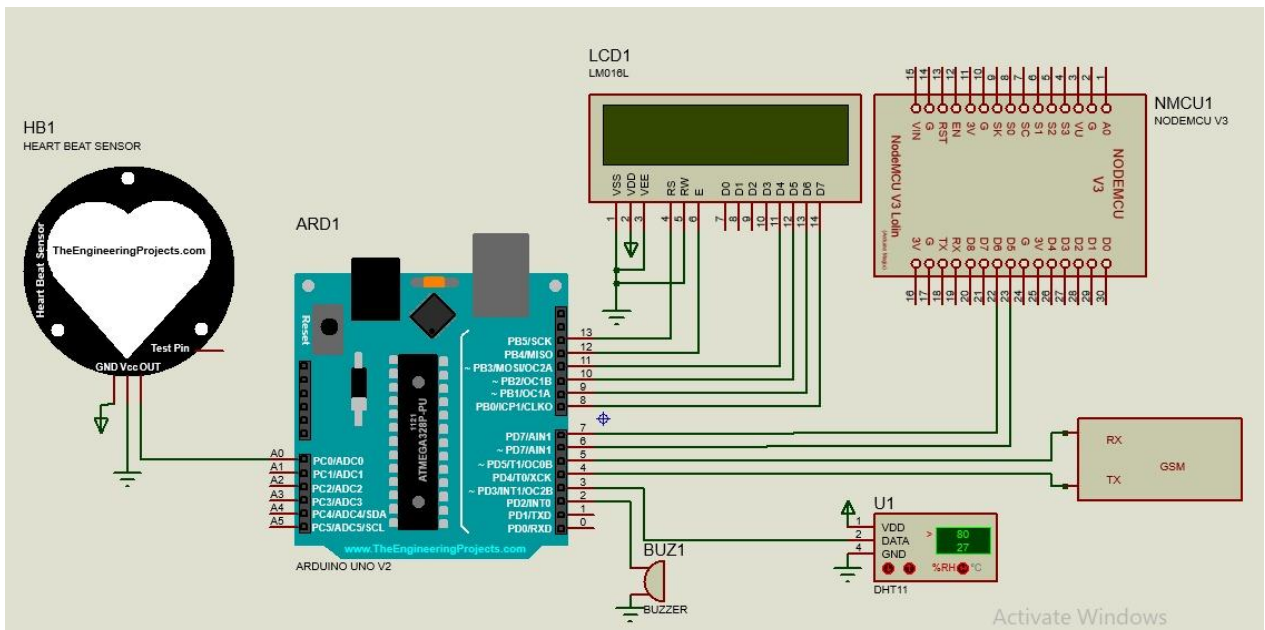 HB1
HEART BEAT SENSOR
Heart Beat Sensor
TheEngineeringProjects.com
Test Pin
GND Vcc OUT
ARD1
Reset
1121
ATMEGA328P-PU
13
PB5/SCK
12
PB4/MISO
11
~ PB3/MOSI/OC2A
10
~ PB2/OC1B
9
~ PB1/OC1A
8
PB0/ICP1/CLKO
7
PD7/AIN1
6
~ PD7/AIN1
5
~ PD5/T1/OC0B
4
PD4/T0/XCK
3
~ PD3/INT1/OC2B
2
PD2/INT0
1
PD1/TXD
0
PD0/RXD
A0 PC0/ADC0
A1 PC1/ADC1
A2 PC2/ADC2
A3 PC3/ADC3
A4 PC4/ADC4/SDA
A5 PC5/ADC5/SCL
www.TheEngineeringProjects.com
ARDUINO UNO V2
LCD1
LM016L
VSS VDD VEE RS RW E D0 D1 D2 D3 D4 D5 D6 D7
1 2 3 4 5 6 7 8 9 10 11 12 13 14
NMCU1
NODEMCU V3
15 14 13 12 11 10 9 8 7 6 5 4 3 2 1
VIN G RST EN 3V G SK S0 SC S1 S2 S3 VU G A0
NODEMCU
V3
NodeMCU V3 Lolin
3V G TX RX D8 D7 D6 D5 G 3V D4 D3 D2 D1 D0
16 17 18 19 20 21 22 23 24 25 26 27 28 29 30
RX
TX
GSM
U1
1 VDD
2 DATA
4 GND
> 80
27
%RH °C
DHT11
BUZ1
BUZZER
Activate Windows